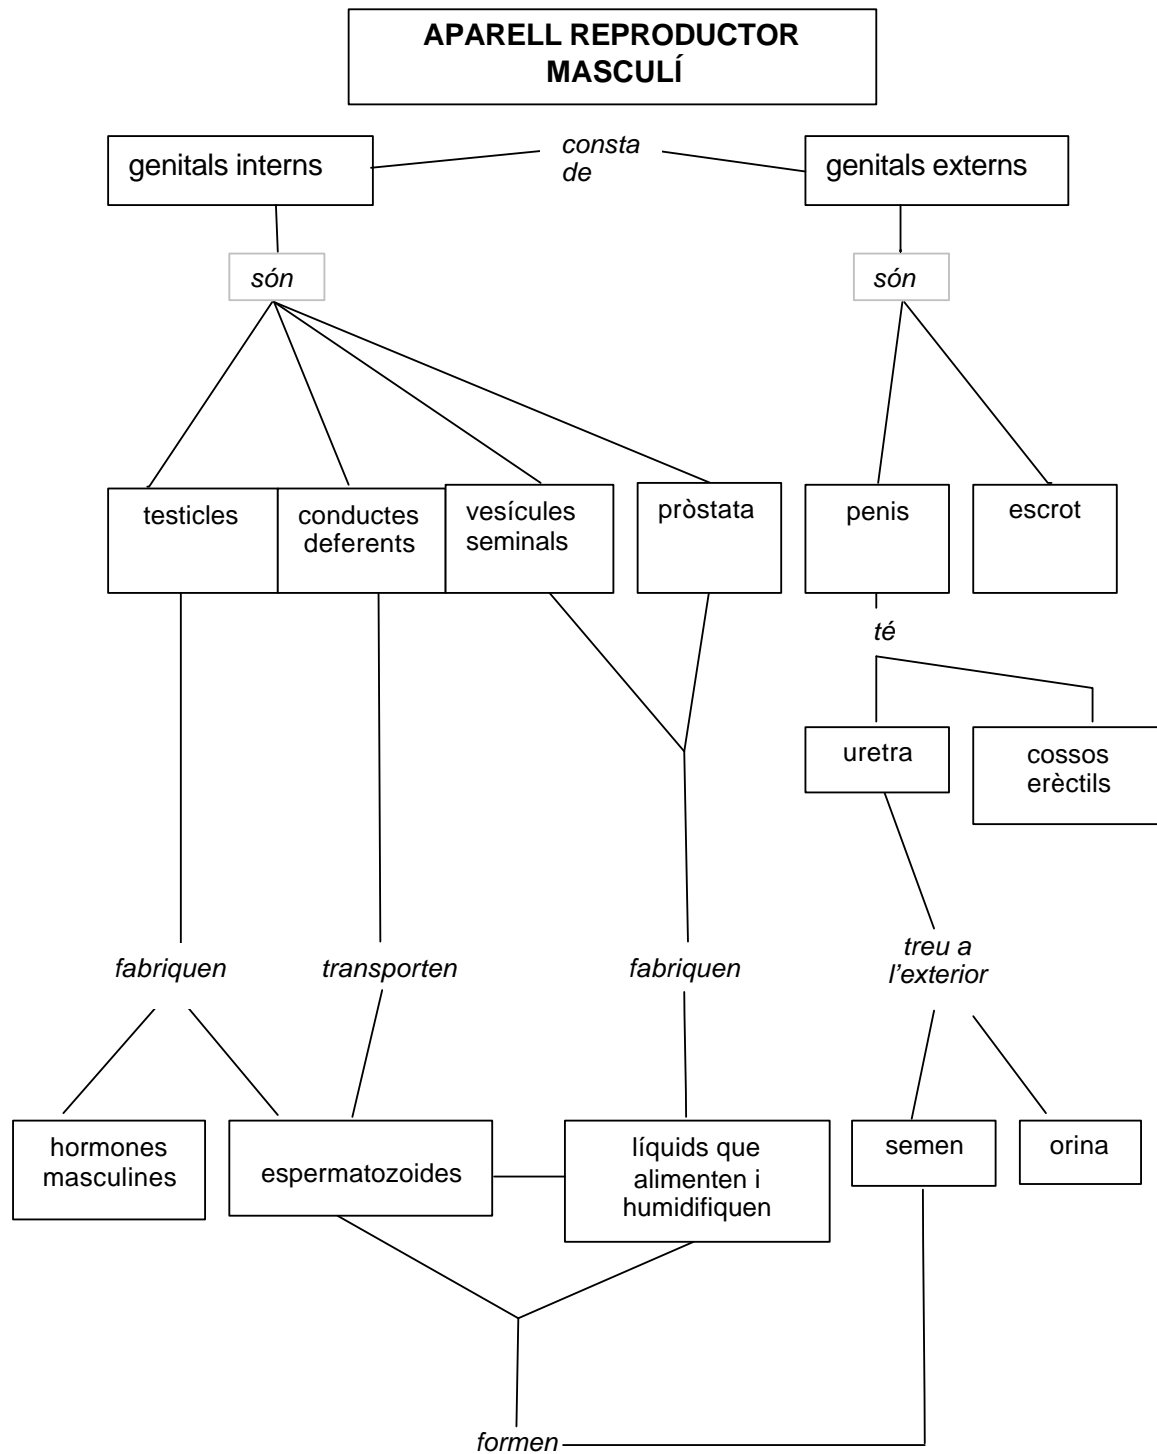 APARELL REPRODUCTOR
MASCULÍ
genitals interns
consta
de
genitals externs
són
són
testicles
conductes
deferents
vesícules
seminals
pròstata
penis
escrot
té
uretra
cossos
erèctils
fabriquen
transporten
fabriquen
treu a
l'exterior
hormones
masculines
espermatozoides
líquids que
alimenten i
humidifiquen
semen
orina
formen